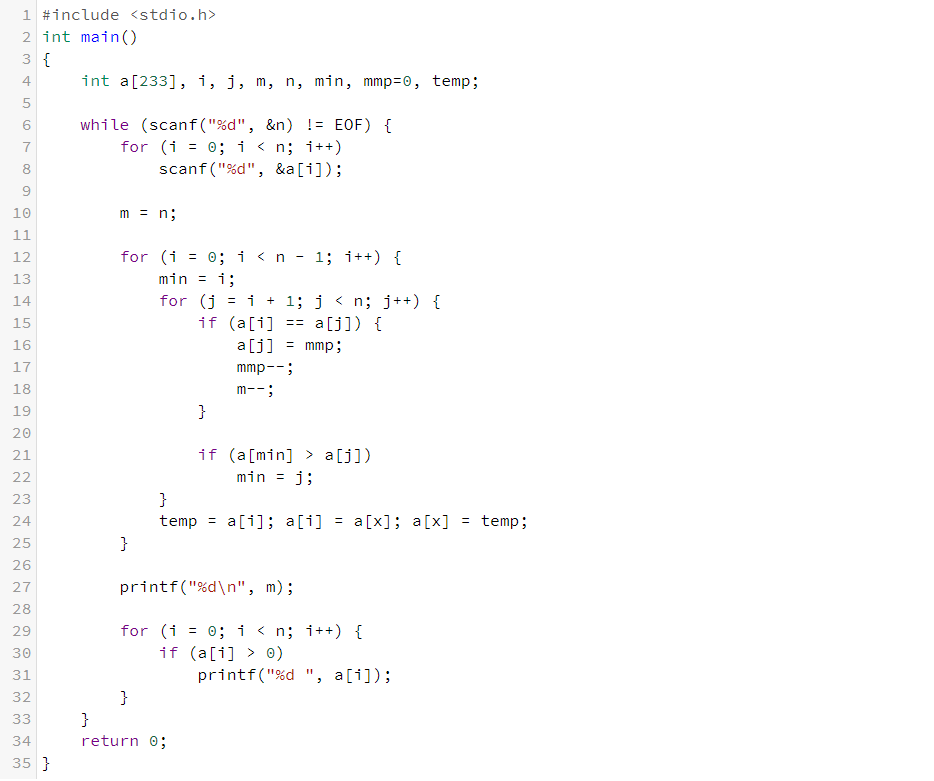 1 #include <stdio.h>
2 int main()
3 {
4     int a[233], i, j, m, n, min, mmp=0, temp;
5
6     while (scanf("%d", &n) != EOF) {
7         for (i = 0; i < n; i++)
8             scanf("%d", &a[i]);
9
10         m = n;
11
12         for (i = 0; i < n - 1; i++) {
13             min = i;
14             for (j = i + 1; j < n; j++) {
15                 if (a[i] == a[j]) {
16                     a[j] = mmp;
17                     mmp--;
18                     m--;
19                 }
20
21                 if (a[min] > a[j])
22                     min = j;
23             }
24             temp = a[i]; a[i] = a[x]; a[x] = temp;
25         }
26
27         printf("%d\n", m);
28
29         for (i = 0; i < n; i++) {
30             if (a[i] > 0)
31                 printf("%d ", a[i]);
32         }
33     }
34     return 0;
35 }